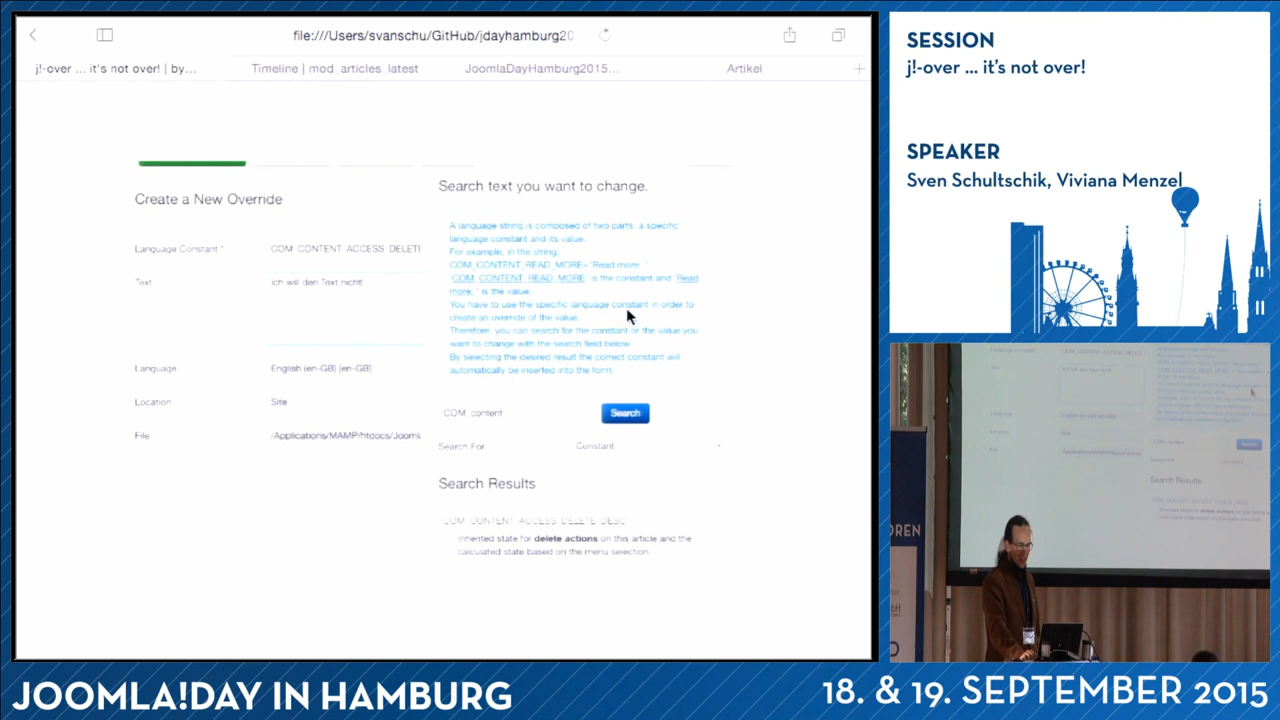 file:///Users/svanschu/GitHub/jdayhamburg20
j!-over ... it's not over! | by...
Timeline | mod_articles_latest
JoomlaDayHamburg2015...
Artikel
Create a New Override
Language Constant *
COM_CONTENT_ACCESS_DELETI
Text
Ich will den Text nicht!
Language
English (en-GB) [en-GB]
Location
Site
File
/Applications/MAMP/htdocs/Jooml
Search text you want to change.
A language string is composed of two parts: a specific
language constant and its value.
For example, in the string:
COM_CONTENT_READ_MORE="Read more: "
'COM_CONTENT_READ_MORE' is the constant and 'Read
more: ' is the value.
You have to use the specific language constant in order to
create an override of the value.
Therefore, you can search for the constant or the value you
want to change with the search field below.
By selecting the desired result the correct constant will
automatically be inserted into the form.
COM_content
Search
Search For
Constant
Search Results
COM_CONTENT_ACCESS_DELETE_DESC
Inherited state for delete actions on this article and the
calculated state based on the menu selection.
SESSION
j!-over ... it's not over!
SPEAKER
Sven Schultschik, Viviana Menzel
Search Results
JOOMLA!DAY IN HAMBURG
18. & 19. SEPTEMBER 2015